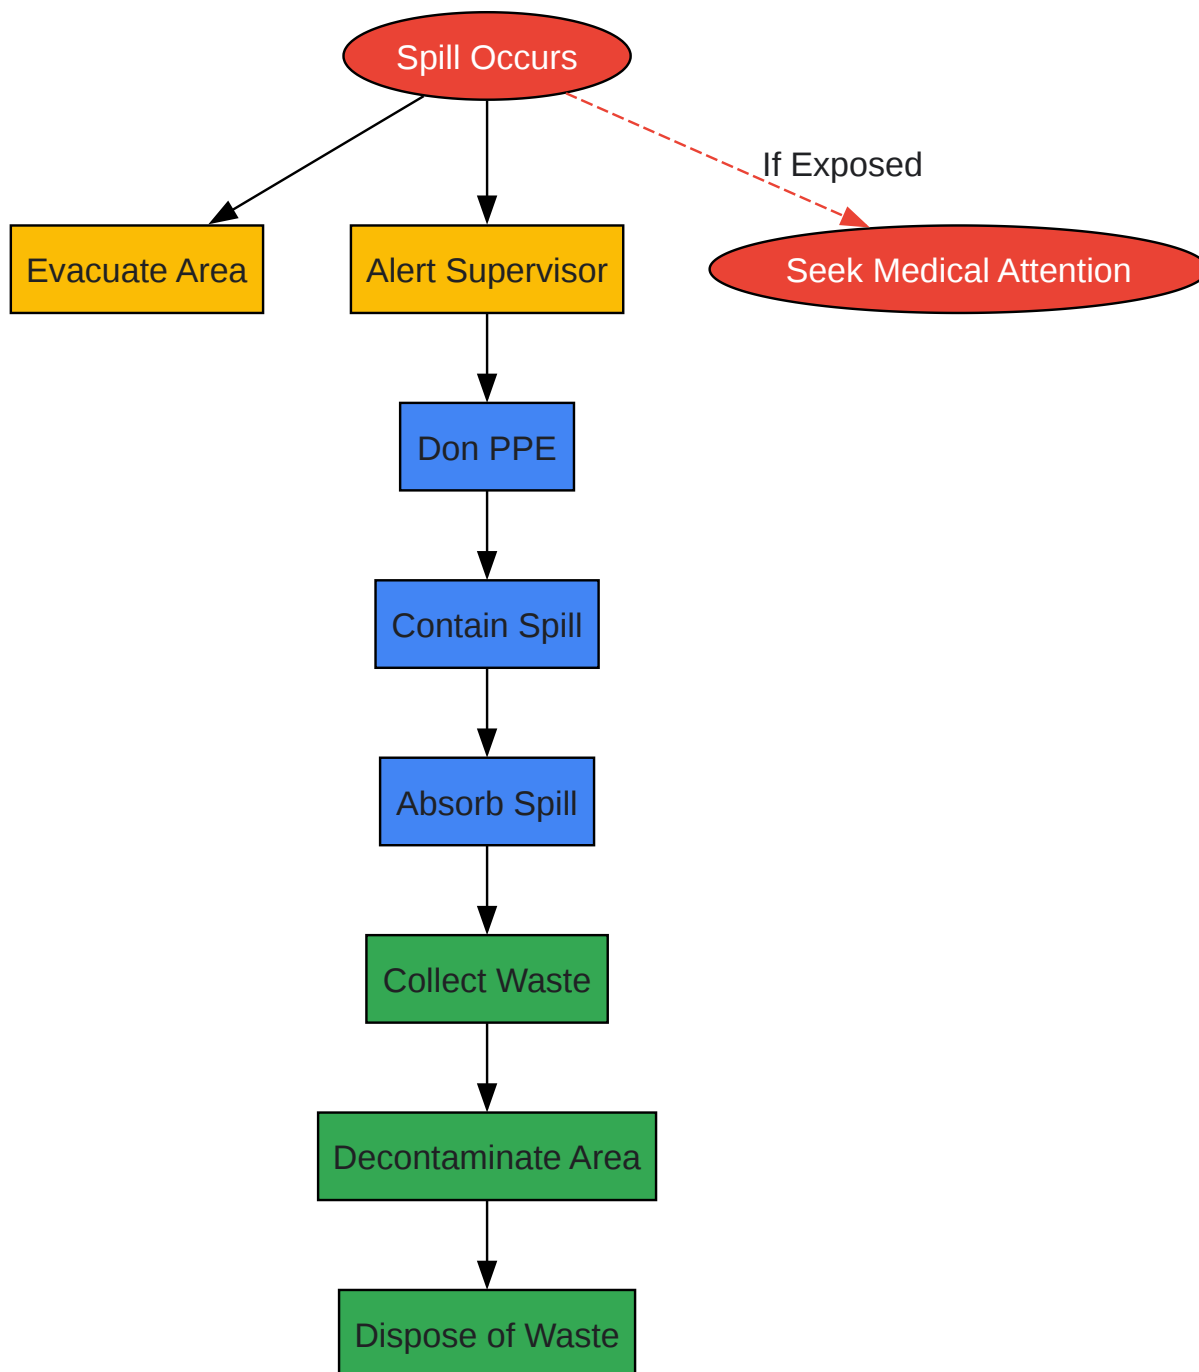 Spill Occurs
If Exposed
Evacuate Area
Alert Supervisor
Seek Medical Attention
Don PPE
Contain Spill
Absorb Spill
Collect Waste
Decontaminate Area
Dispose of Waste